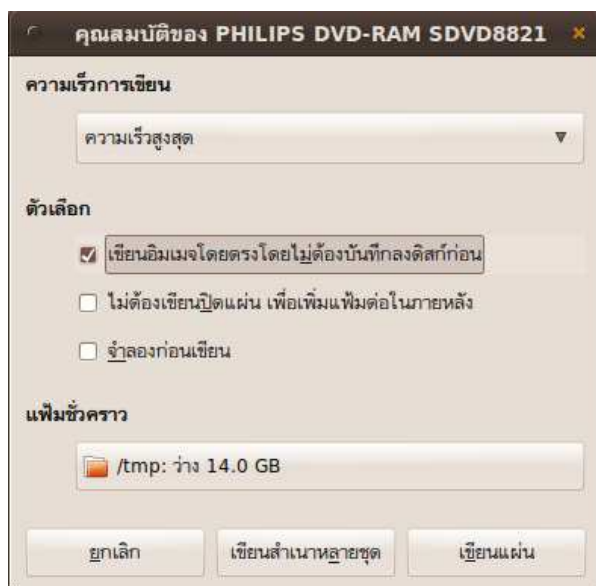 คุณสมบัติของ PHILIPS DVD-RAM SDVD8821
ความเร็วการเขียน
ความเร็วสูงสุด
ตัวเลือก
เขียนอิมเมจโดยตรงโดยไม่ต้องบันทึกลงดิสก์ก่อน
ไม่ต้องเขียนปิดแผ่น เพื่อเพิ่มแฟ้มต่อในภายหลัง
จำลองก่อนเขียน
แฟ้มชั่วคราว
/tmp: ว่าง 14.0 GB
ยกเลิก เขียนสำเนาหลายชุด เขียนแผ่น